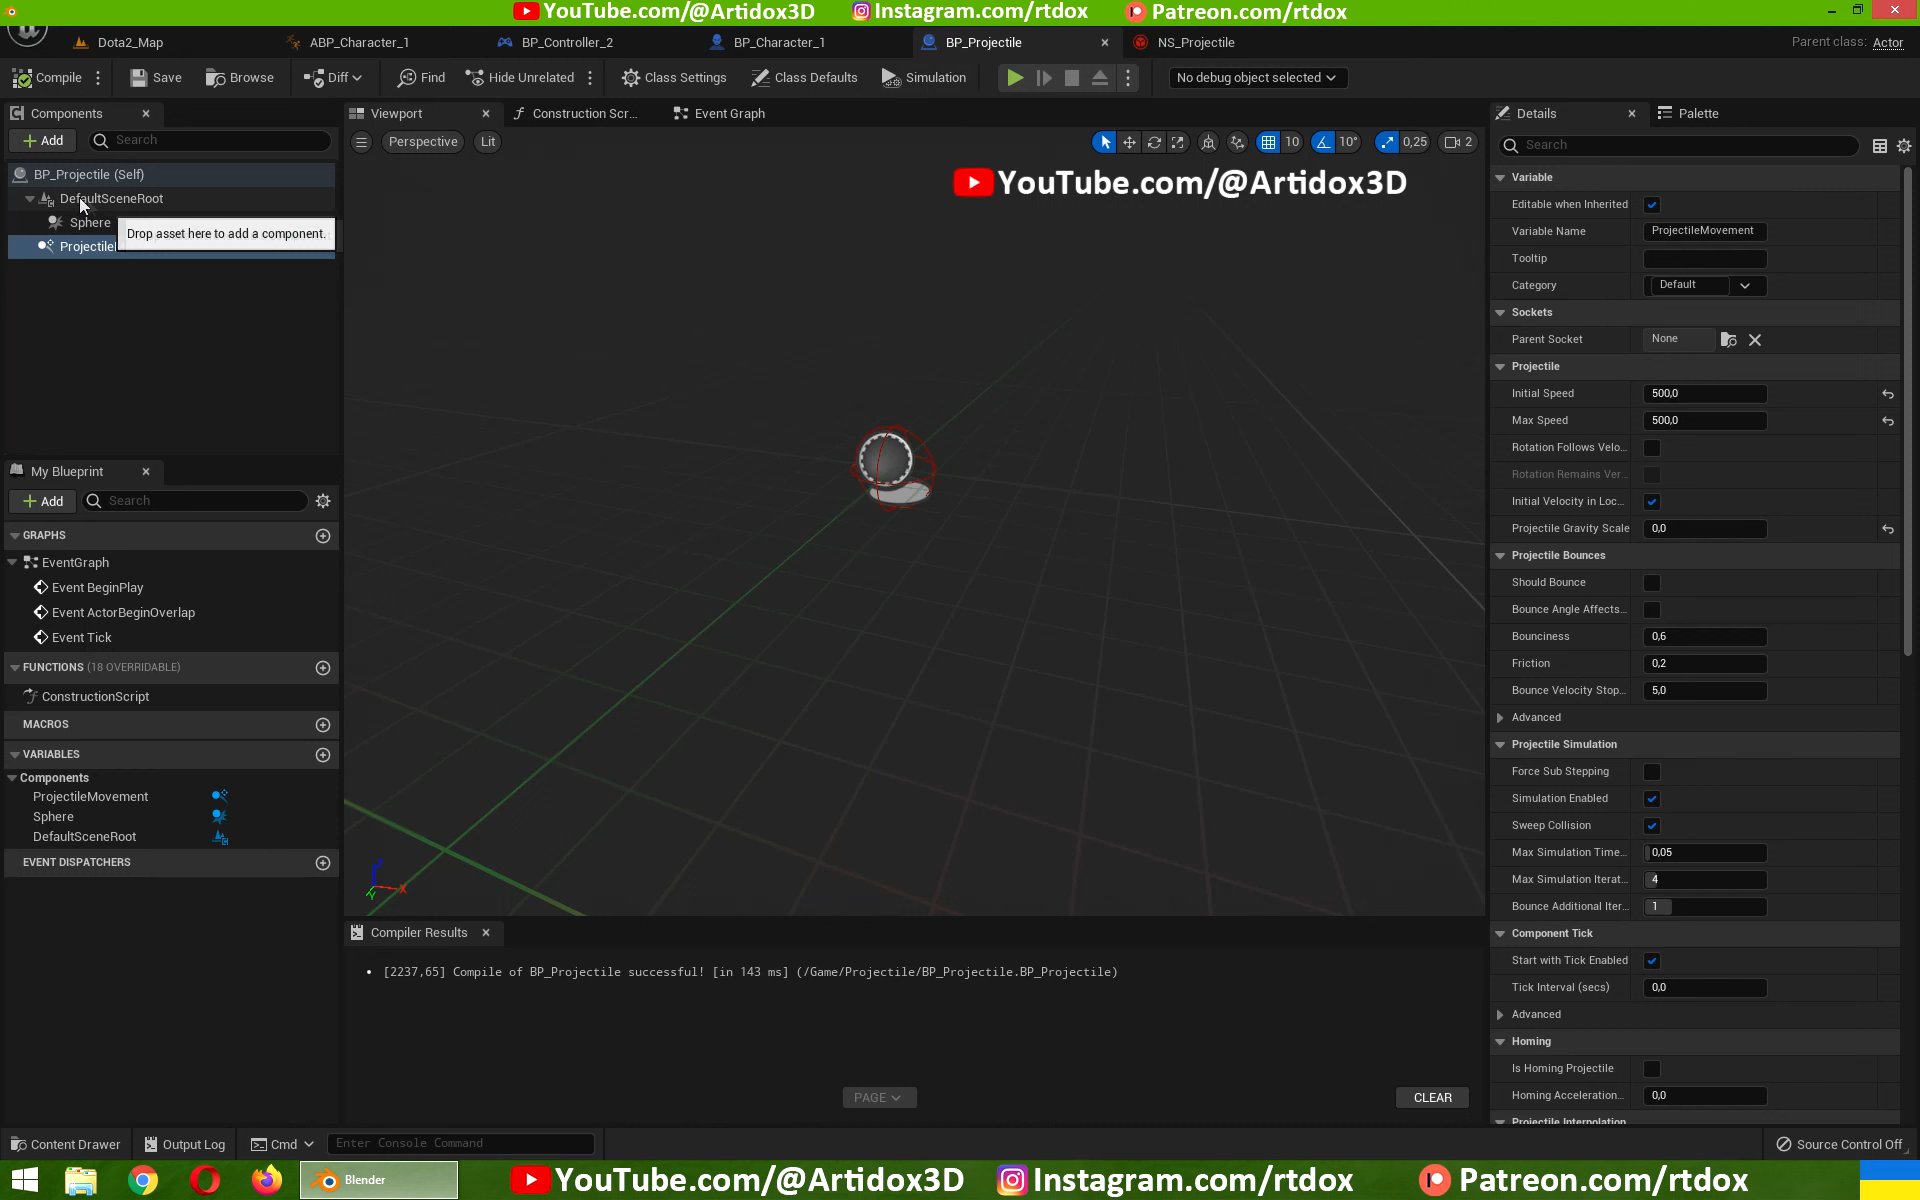 YouTube.com/@Artidox3D Instagram.com/rtdox Patreon.com/rtdox
Dota2_Map ABP_Character_1 BP_Controller_2 BP_Character_1 BP_Projectile NS_Projectile Parent class: Actor
Compile Save Browse Diff Find Hide Unrelated Class Settings Class Defaults Simulation No debug object selected
Components
Add Search
BP_Projectile (Self)
DefaultSceneRoot
Sphere
Drop asset here to add a component.
Projectile
My Blueprint
Add Search
GRAPHS
EventGraph
Event BeginPlay
Event ActorBeginOverlap
Event Tick
FUNCTIONS (18 OVERRIDABLE)
ConstructionScript
MACROS
VARIABLES
Components
ProjectileMovement
Sphere
DefaultSceneRoot
EVENT DISPATCHERS
Viewport Construction Scr... Event Graph
Perspective Lit 10 10° 0,25 2
YouTube.com/@Artidox3D
Z X Y
Compiler Results
• [2237,65] Compile of BP_Projectile successful! [in 143 ms] (/Game/Projectile/BP_Projectile.BP_Projectile)
PAGE CLEAR
Details Palette
Search
Variable
Editable when Inherited
Variable Name ProjectileMovement
Tooltip
Category Default
Sockets
Parent Socket None
Projectile
Initial Speed 500,0
Max Speed 500,0
Rotation Follows Velo...
Rotation Remains Ver...
Initial Velocity in Loc...
Projectile Gravity Scale 0,0
Projectile Bounces
Should Bounce
Bounce Angle Affects...
Bounciness 0,6
Friction 0,2
Bounce Velocity Stop... 5,0
Advanced
Projectile Simulation
Force Sub Stepping
Simulation Enabled
Sweep Collision
Max Simulation Time... 0,05
Max Simulation Iterat... 4
Bounce Additional Iter... 1
Component Tick
Start with Tick Enabled
Tick Interval (secs) 0,0
Advanced
Homing
Is Homing Projectile
Homing Acceleration... 0,0
Projectile Interpolation
Content Drawer Output Log Cmd Enter Console Command Source Control Off
Blender YouTube.com/@Artidox3D Instagram.com/rtdox Patreon.com/rtdox